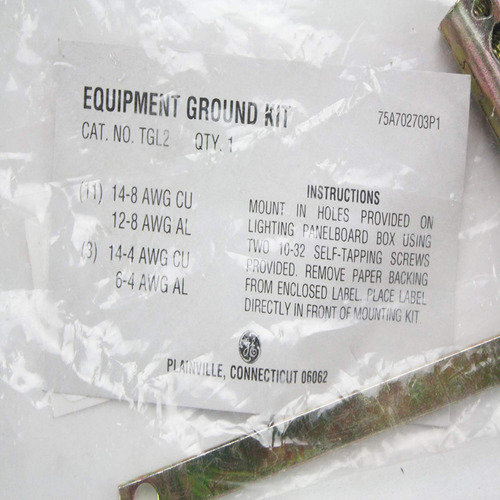 EQUIPMENT GROUND KIT
75A702703P1
CAT. NO. TGL2 QTY. 1
(11) 14-8 AWG CU
12-8 AWG AL
(3) 14-4 AWG CU
6-4 AWG AL
INSTRUCTIONS
MOUNT IN HOLES PROVIDED ON
LIGHTING PANELBOARD BOX USING
TWO 10-32 SELF-TAPPING SCREWS
PROVIDED. REMOVE PAPER BACKING
FROM ENCLOSED LABEL. PLACE LABEL
DIRECTLY IN FRONT OF MOUNTING KIT
PLAINVILLE, CONNECTICUT 06062